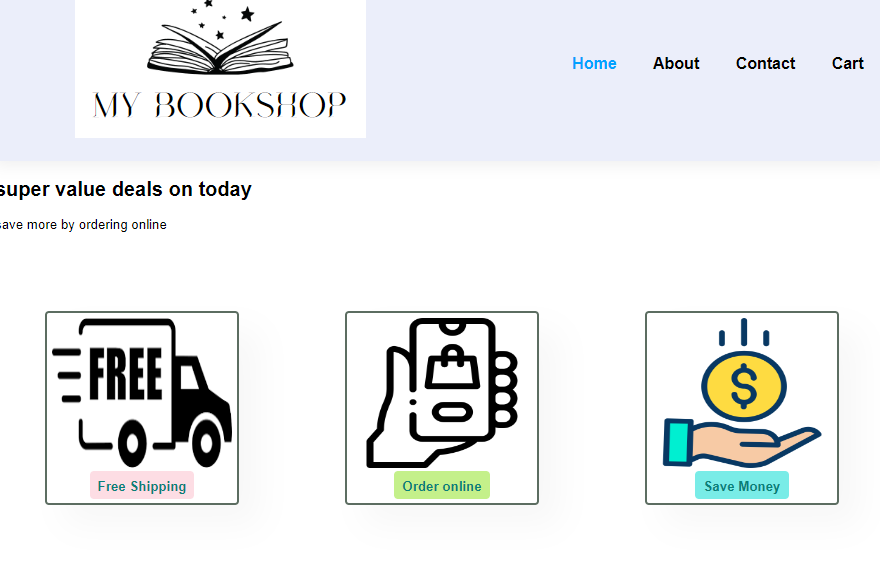 MY BOOKSHOP
Home About Contact Cart
super value deals on today
save more by ordering online
FREE
$
Free Shipping
Order online
Save Money